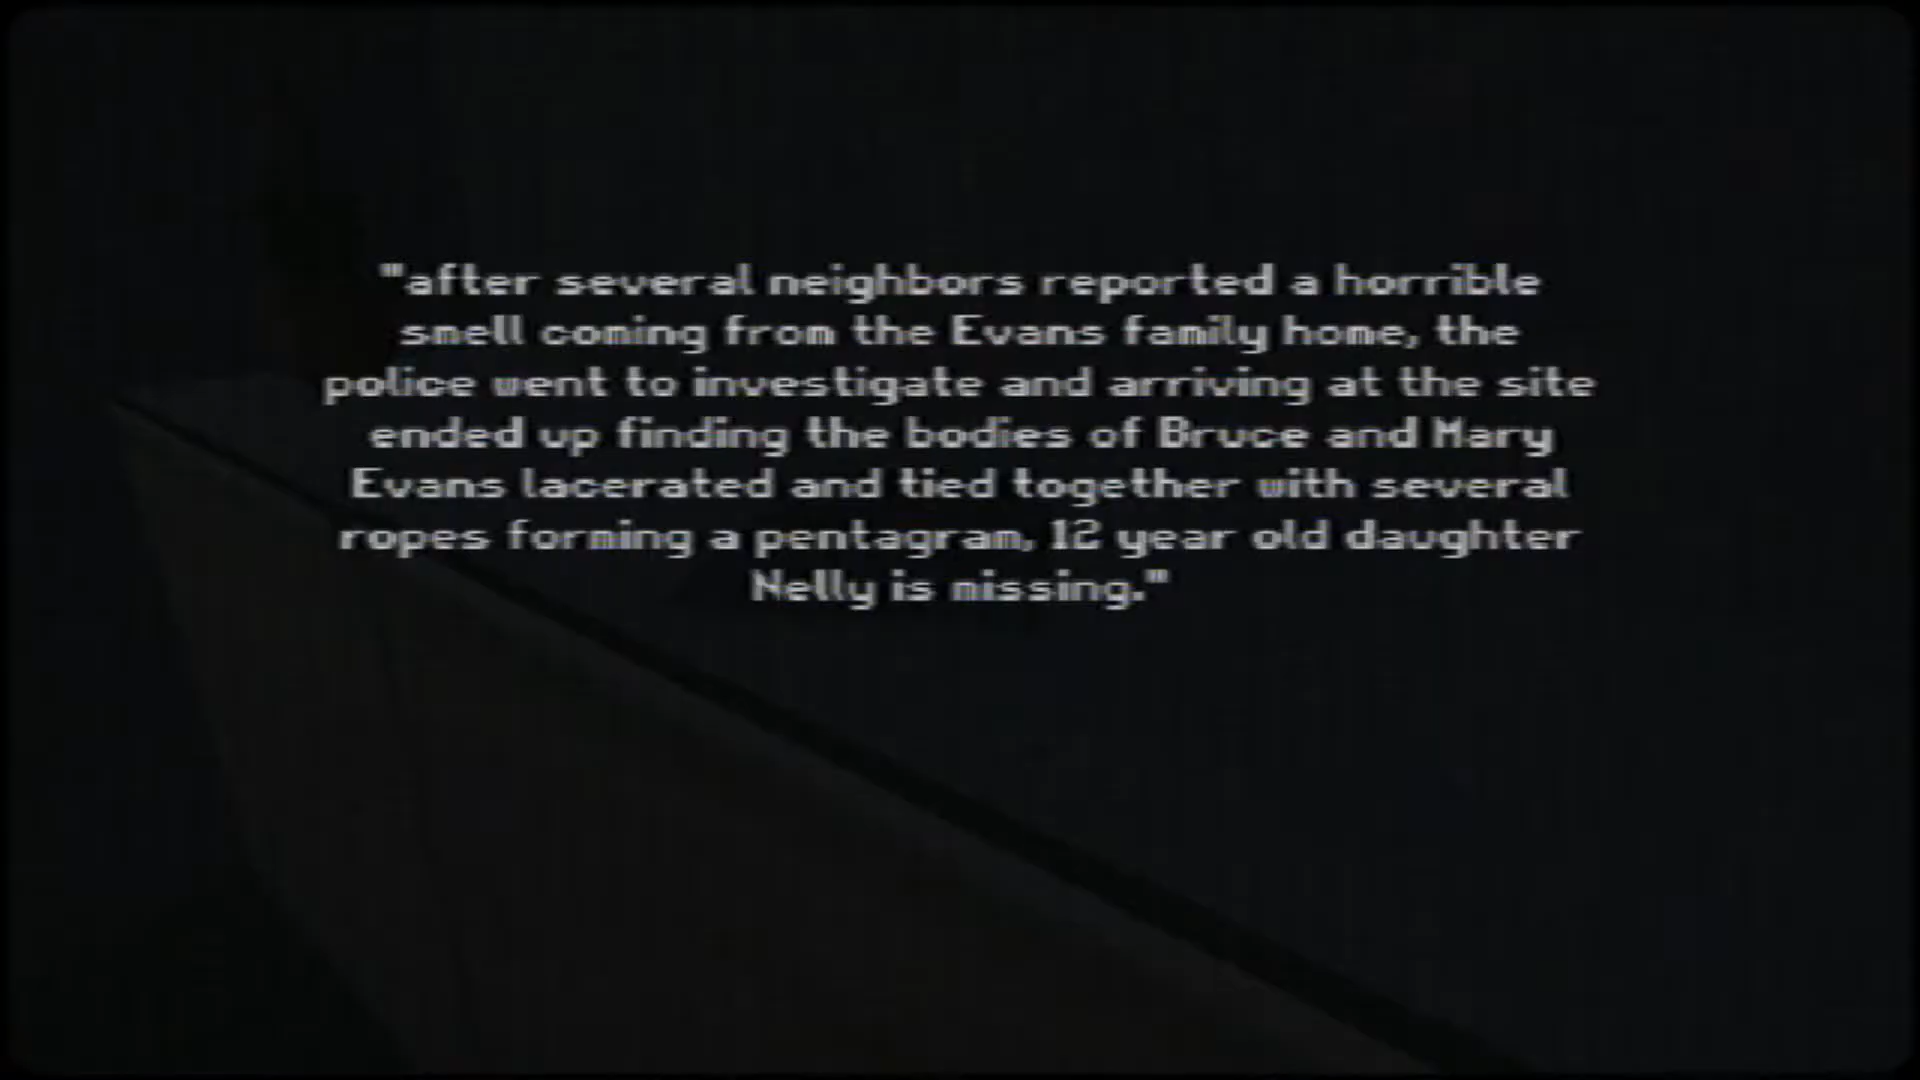 "after several neighbors reported a horrible
smell coming from the Evans family home, the
police went to investigate and arriving at the site
ended up finding the bodies of Bruce and Mary
Evans lacerated and tied together with several
ropes forming a pentagram, 12 year old daughter
Nelly is missing."